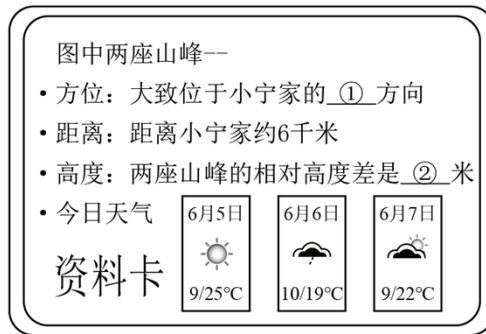 图中两座山峰--
·方位：大致位于小宁家的 ① 方向
·距离：距离小宁家约6千米
·高度：两座山峰的相对高度差是 ② 米
·今日天气 6月5日 6月6日 6月7日
资料卡 9/25℃ 10/19℃ 9/22℃